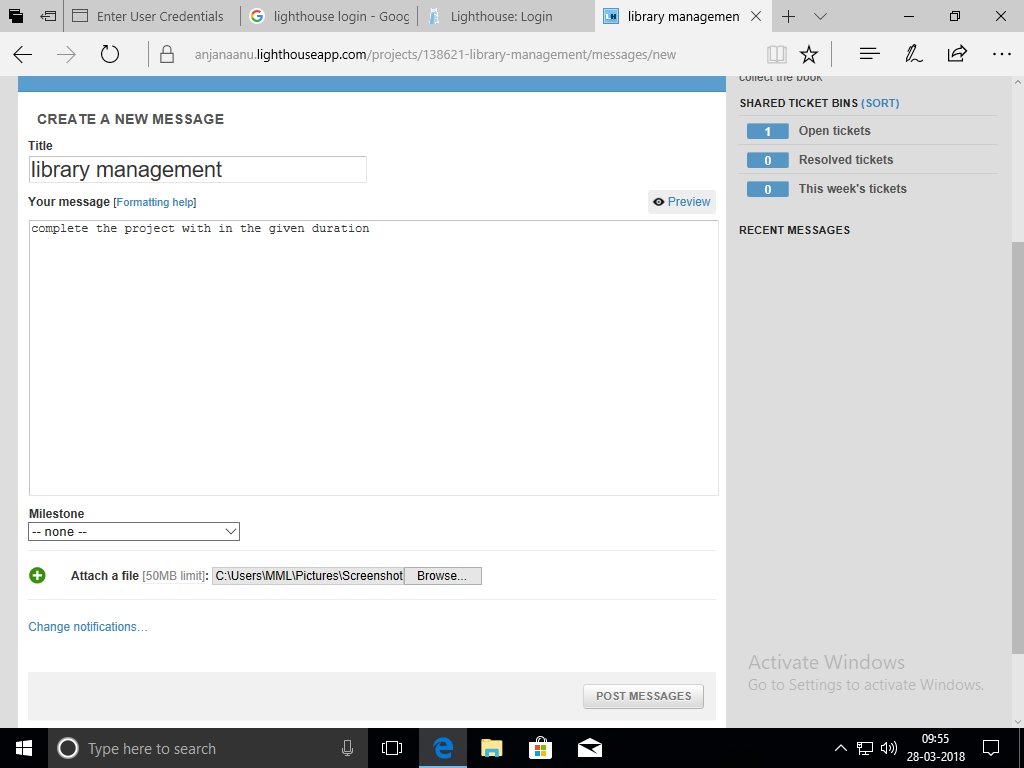 Enter User Credentials
lighthouse login - Goog
Lighthouse: Login
library managemen
anjanaanu.lighthouseapp.com/projects/138621-library-management/messages/new
collect the book
CREATE A NEW MESSAGE
Title
library management
Your message [Formatting help]
Preview
complete the project with in the given duration
Milestone
-- none --
Attach a file [50MB limit]: C:\Users\MML\Pictures\Screenshot Browse...
Change notifications...
POST MESSAGES
SHARED TICKET BINS (SORT)
1 Open tickets
0 Resolved tickets
0 This week's tickets
RECENT MESSAGES
Activate Windows
Go to Settings to activate Windows.
Type here to search
09:55
28-03-2018